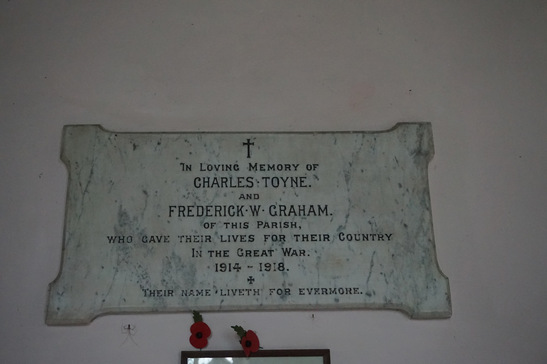 In Loving Memory of
CHARLES · TOYNE.
AND
FREDERICK · W · GRAHAM.
OF THIS PARISH,
WHO GAVE THEIR LIVES FOR THEIR COUNTRY
IN THE GREAT WAR.
1914 - 1918.
THEIR NAME - LIVETH - FOR EVERMORE.